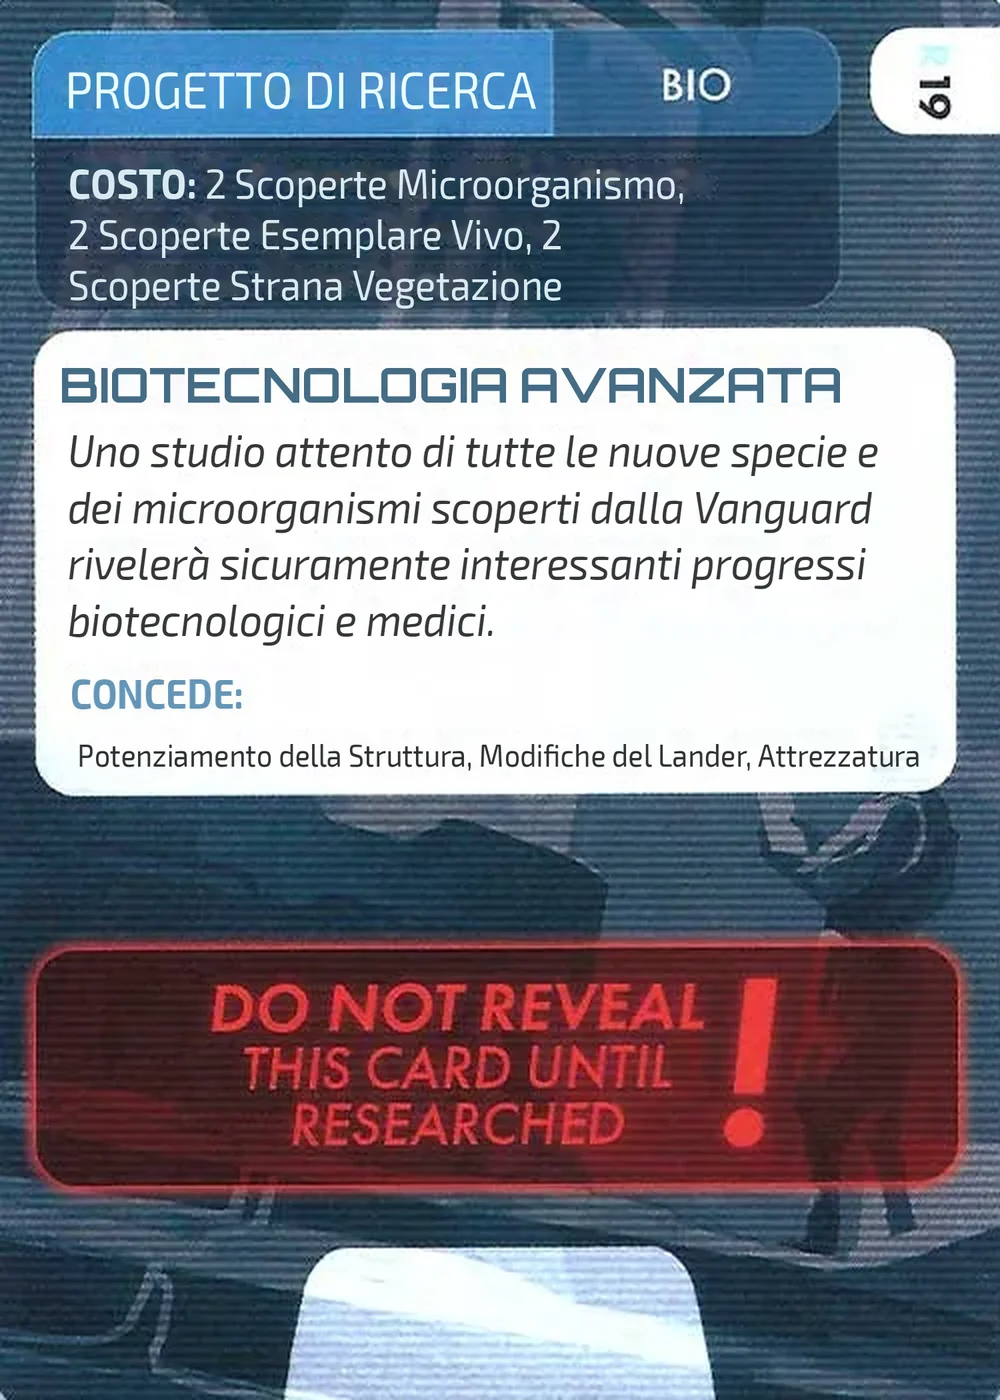 PROGETTO DI RICERCA
BIO
R 19
COSTO: 2 Scoperte Microorganismo,
2 Scoperte Esemplare Vivo, 2
Scoperte Strana Vegetazione
BIOTECNOLOGIA AVANZATA
Uno studio attento di tutte le nuove specie e
dei microorganismi scoperti dalla Vanguard
rivelerà sicuramente interessanti progressi
biotecnologici e medici.
CONCEDE:
Potenziamento della Struttura, Modifiche del Lander, Attrezzatura
DO NOT REVEAL
THIS CARD UNTIL
RESEARCHED
!